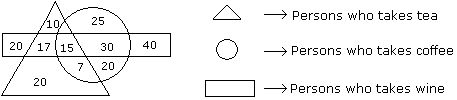 10 25
20 17 15 30 40
7 20
20
Persons who takes tea
Persons who takes coffee
Persons who takes wine